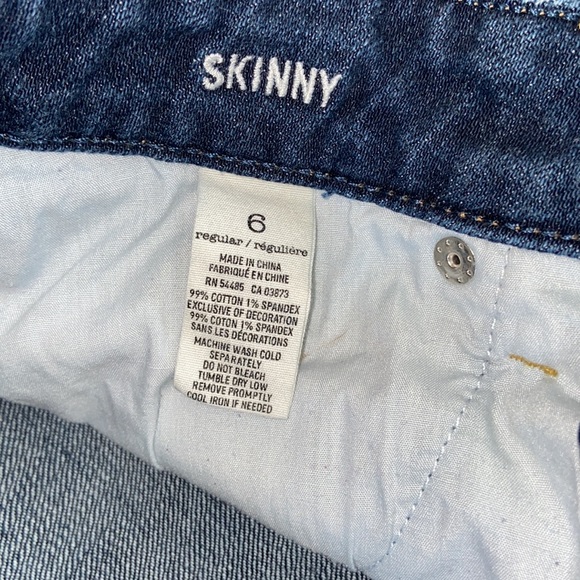 SKINNY
6
regular / régulière
MADE IN CHINA
FABRIQUÉ EN CHINE
RN 54485 CA 03873
99% COTTON 1% SPANDEX
EXCLUSIVE OF DECORATION
99% COTTON 1% SPANDEX
SANS LES DÉCORATIONS
MACHINE WASH COLD
SEPARATELY
DO NOT BLEACH
TUMBLE DRY LOW
REMOVE PROMPTLY
COOL IRON IF NEEDED